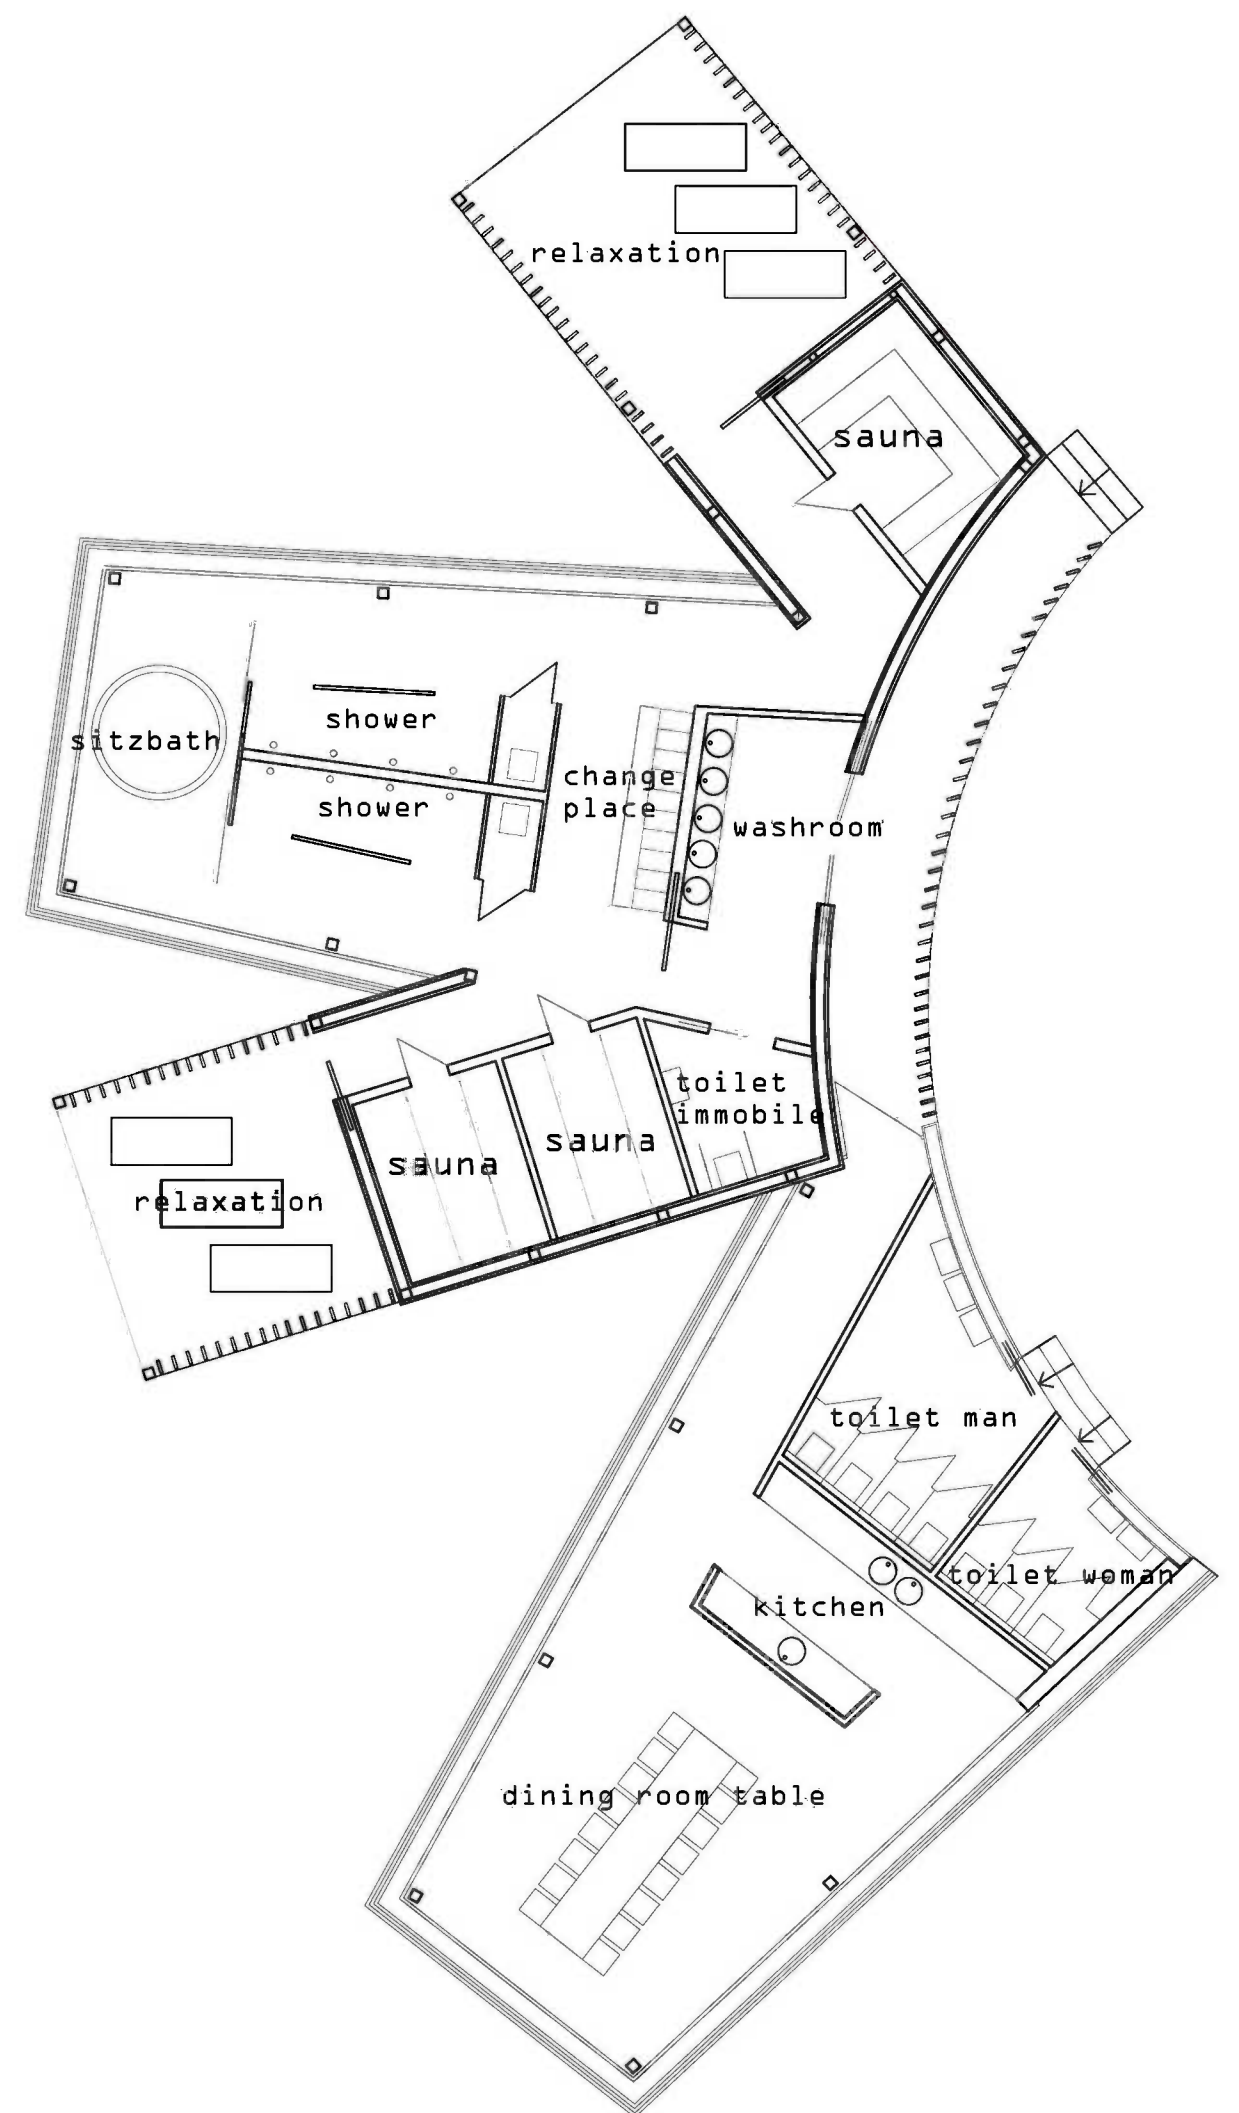 relaxation
sauna
shower
sitzbath
change
place
shower
washroom
toilet
immobile
sauna
sauna
relaxation
toilet man
toilet woman
kitchen
dining room table